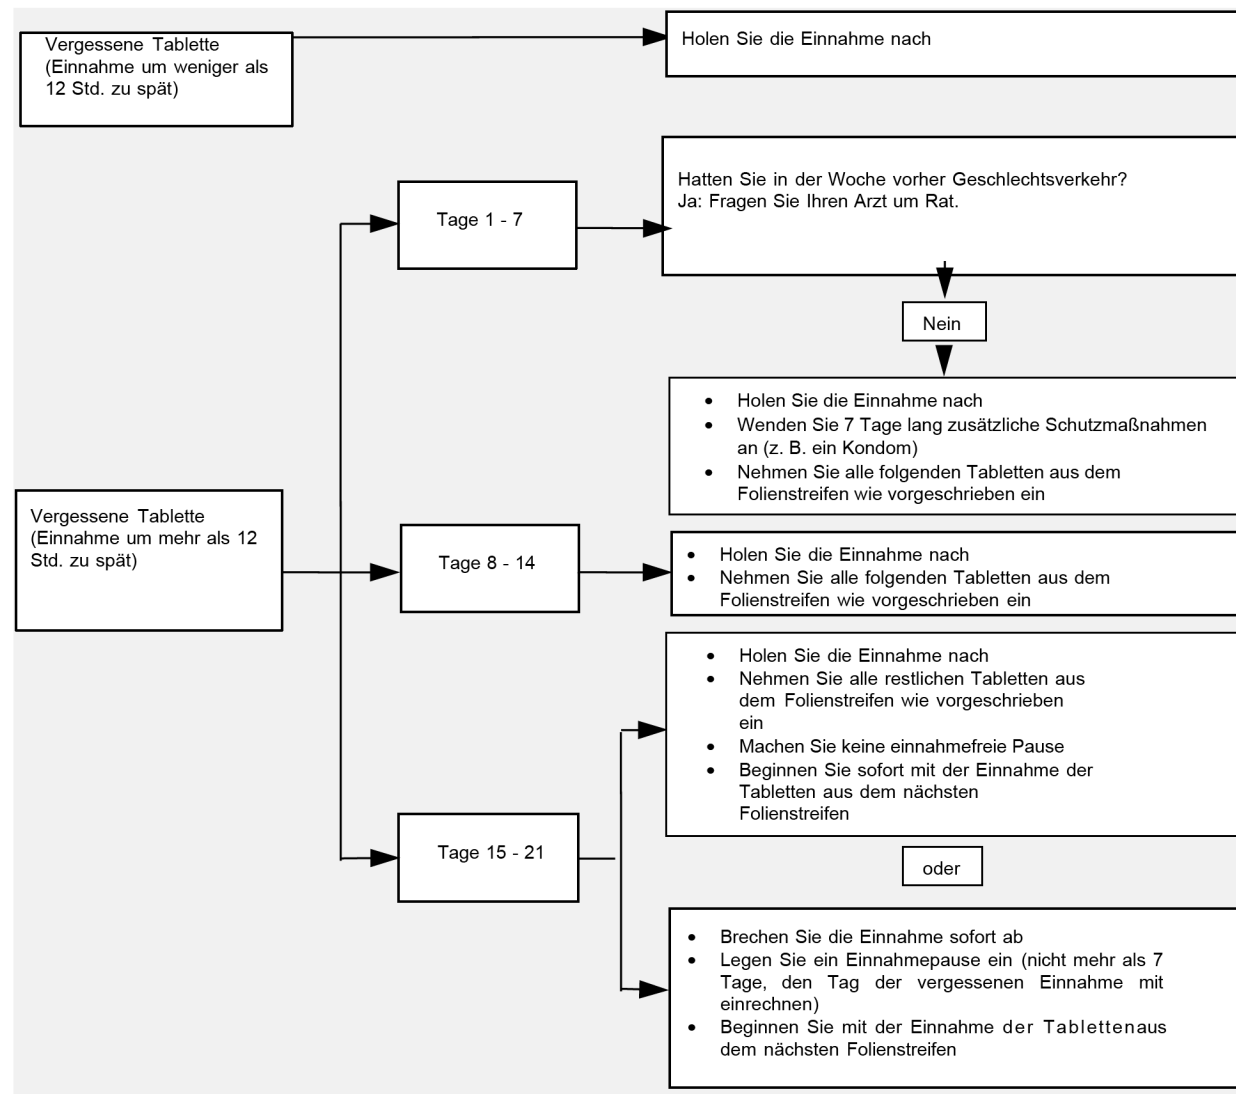 Vergessene Tablette
(Einnahme um weniger als
12 Std. zu spät)
Holen Sie die Einnahme nach
Hatten Sie in der Woche vorher Geschlechtsverkehr?
Ja: Fragen Sie Ihren Arzt um Rat.
Tage 1 - 7
Nein
• Holen Sie die Einnahme nach
• Wenden Sie 7 Tage lang zusätzliche Schutzmaßnahmen
an (z. B. ein Kondom)
• Nehmen Sie alle folgenden Tabletten aus dem
Folienstreifen wie vorgeschrieben ein
Vergessene Tablette
(Einnahme um mehr als 12
Std. zu spät)
Tage 8 - 14
• Holen Sie die Einnahme nach
• Nehmen Sie alle folgenden Tabletten aus dem
Folienstreifen wie vorgeschrieben ein
• Holen Sie die Einnahme nach
• Nehmen Sie alle restlichen Tabletten aus
dem Folienstreifen wie vorgeschrieben
ein
• Machen Sie keine einnahmefreie Pause
• Beginnen Sie sofort mit der Einnahme der
Tabletten aus dem nächsten
Folienstreifen
Tage 15 - 21
oder
• Brechen Sie die Einnahme sofort ab
• Legen Sie ein Einnahmepause ein (nicht mehr als 7
Tage, den Tag der vergessenen Einnahme mit
einrechnen)
• Beginnen Sie mit der Einnahme der Tablettenaus
dem nächsten Folienstreifen